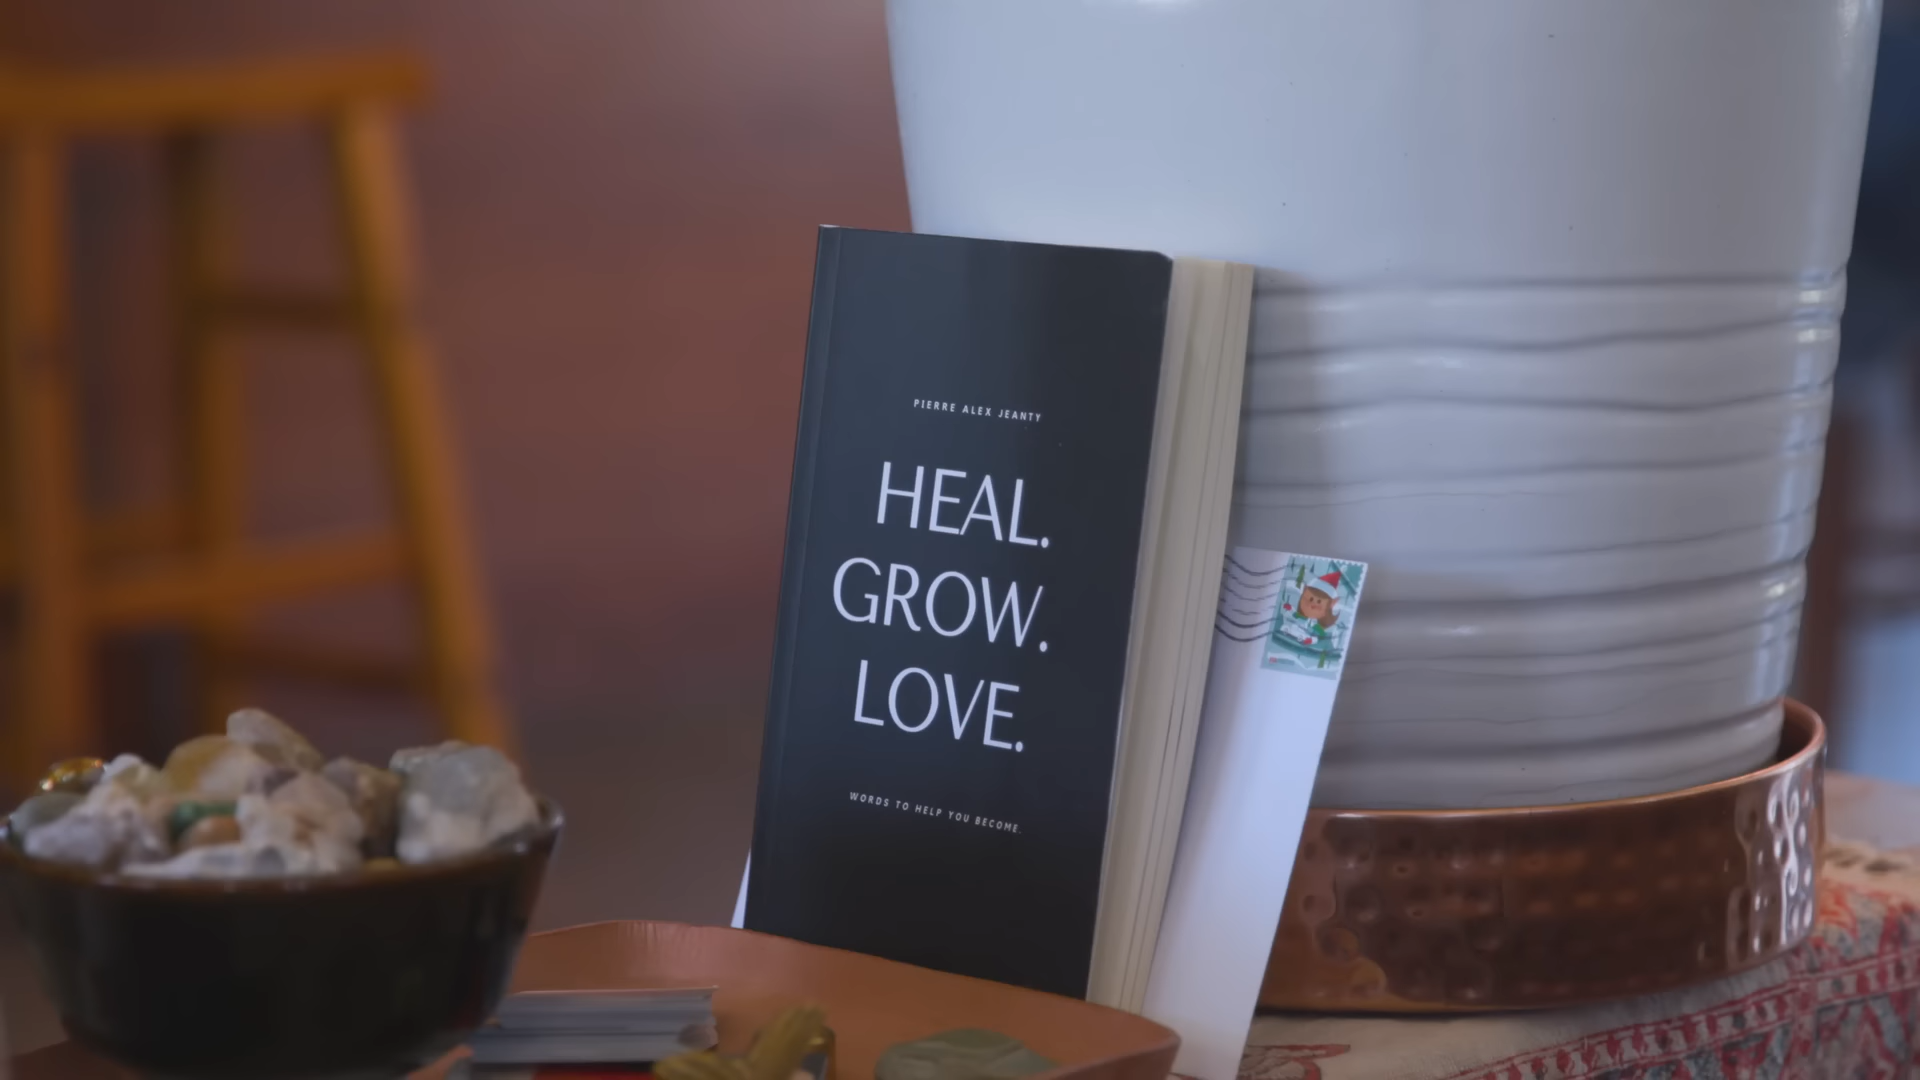 PIERRE ALEX JEANTY
HEAL.
GROW.
LOVE.
WORDS TO HELP YOU BECOME.